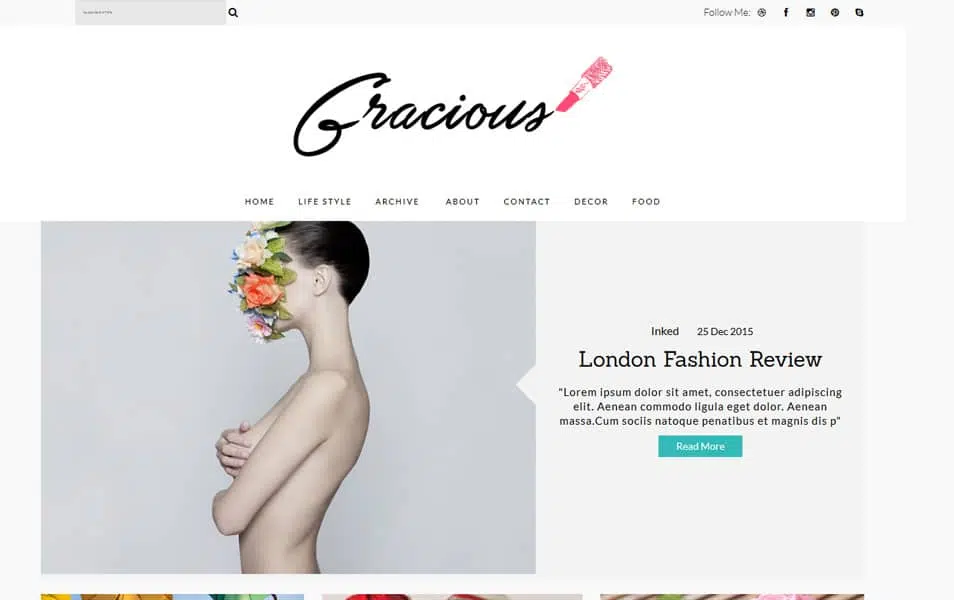 Follow Me:
Gracious
HOME LIFE STYLE ARCHIVE ABOUT CONTACT DECOR FOOD
Inked 25 Dec 2015
London Fashion Review
"Lorem ipsum dolor sit amet, consectetuer adipiscing
elit. Aenean commodo ligula eget dolor. Aenean
massa.Cum sociis natoque penatibus et magnis dis p"
Read More